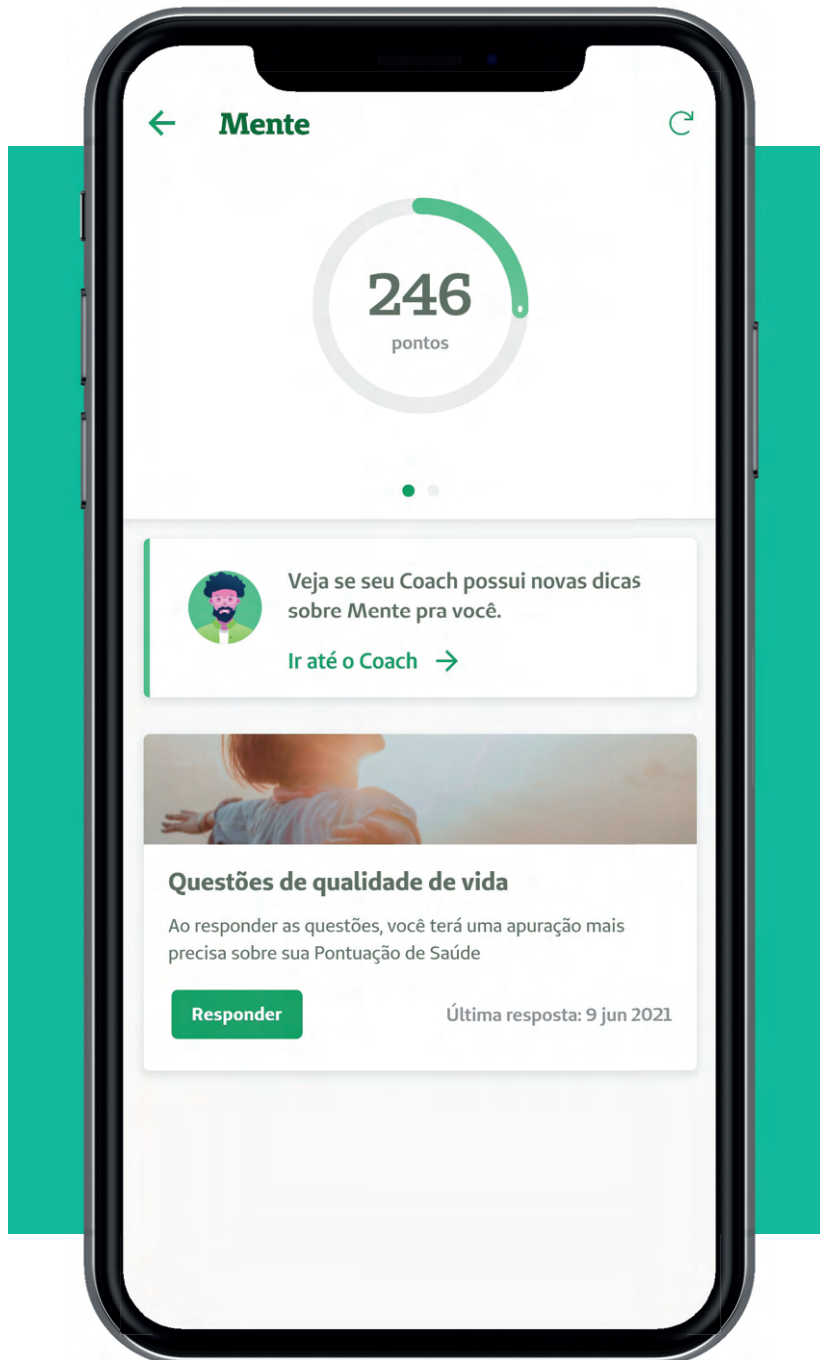 Mente
246
pontos
Veja se seu Coach possui novas dicas
sobre Mente pra você.
Ir até o Coach
Questões de qualidade de vida
Ao responder as questões, você terá uma apuração mais
precisa sobre sua Pontuação de Saúde
Responder
Última resposta: 9 jun 2021